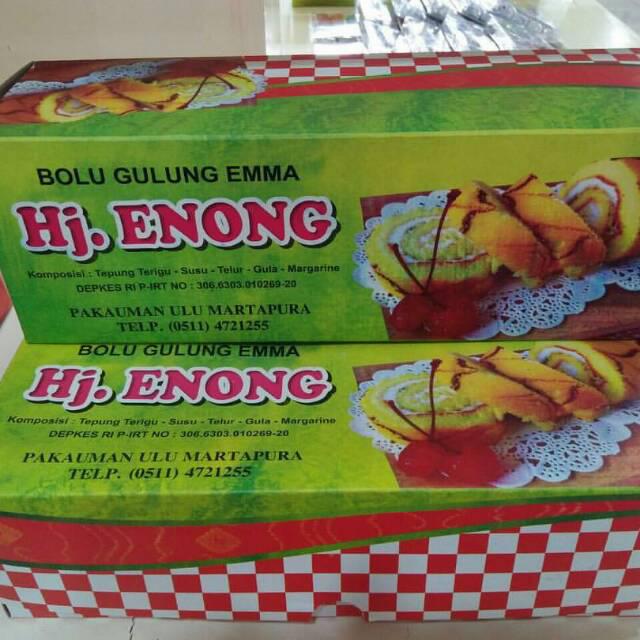 BOLU GULUNG EMMA
Hj. ENONG
Komposisi : Tepung Terigu - Susu - Telur - Gula - Margarine
DEPKES RI P-IRT NO : 306.6303.010269-20
PAKAUMAN ULU MARTAPURA
TELP. (0511) 4721255
BOLU GULUNG EMMA
Hj. ENONG
Komposisi : Tepung Terigu - Susu - Telur - Gula - Margarine
DEPKES RI P-IRT NO : 306.6303.010269-20
PAKAUMAN ULU MARTAPURA
TELP. (0511) 4721255